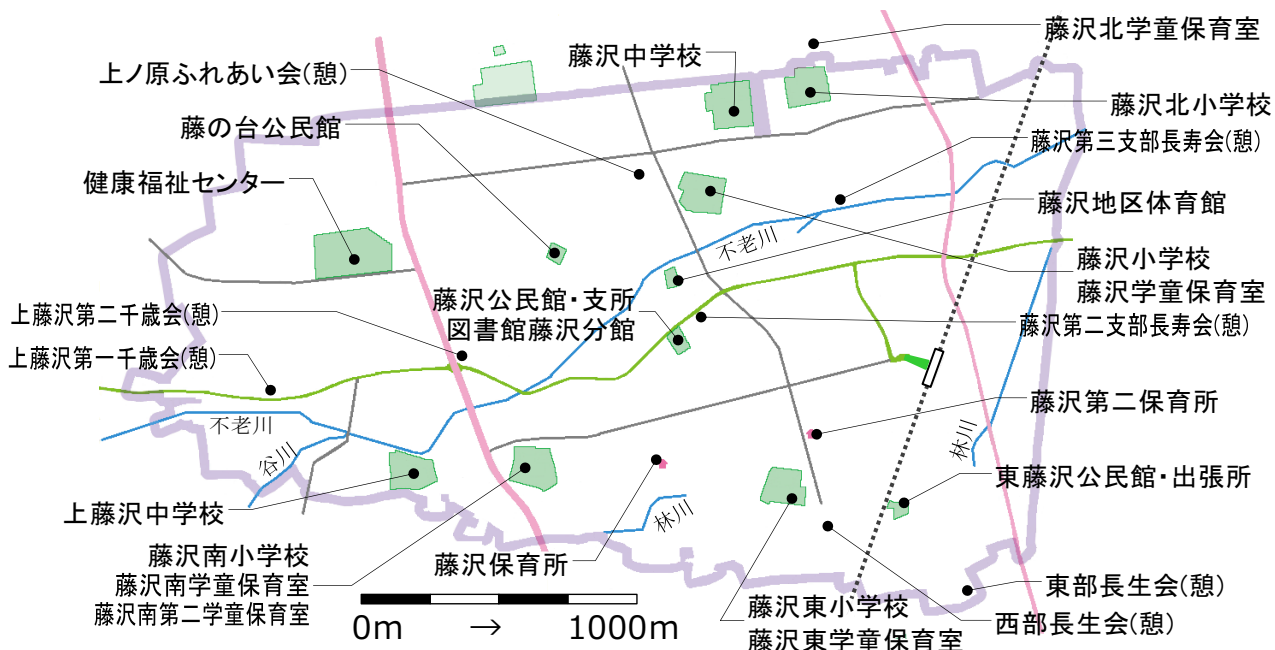 藤沢北学童保育室
藤沢中学校
上ノ原ふれあい会(憩)
藤沢北小学校
藤の台公民館
藤沢第三支部長寿会(憩)
健康福祉センター
藤沢地区体育館
不老川
藤沢小学校
藤沢学童保育室
藤沢公民館・支所
図書館藤沢分館
上藤沢第二千歳会(憩)
藤沢第二支部長寿会(憩)
上藤沢第一千歳会(憩)
藤沢第二保育所
不老川
林川
谷川
東藤沢公民館・出張所
上藤沢中学校
林川
藤沢南小学校
藤沢南学童保育室
藤沢南第二学童保育室
藤沢保育所
東部長生会(憩)
藤沢東小学校
藤沢東学童保育室
西部長生会(憩)
0m → 1000m